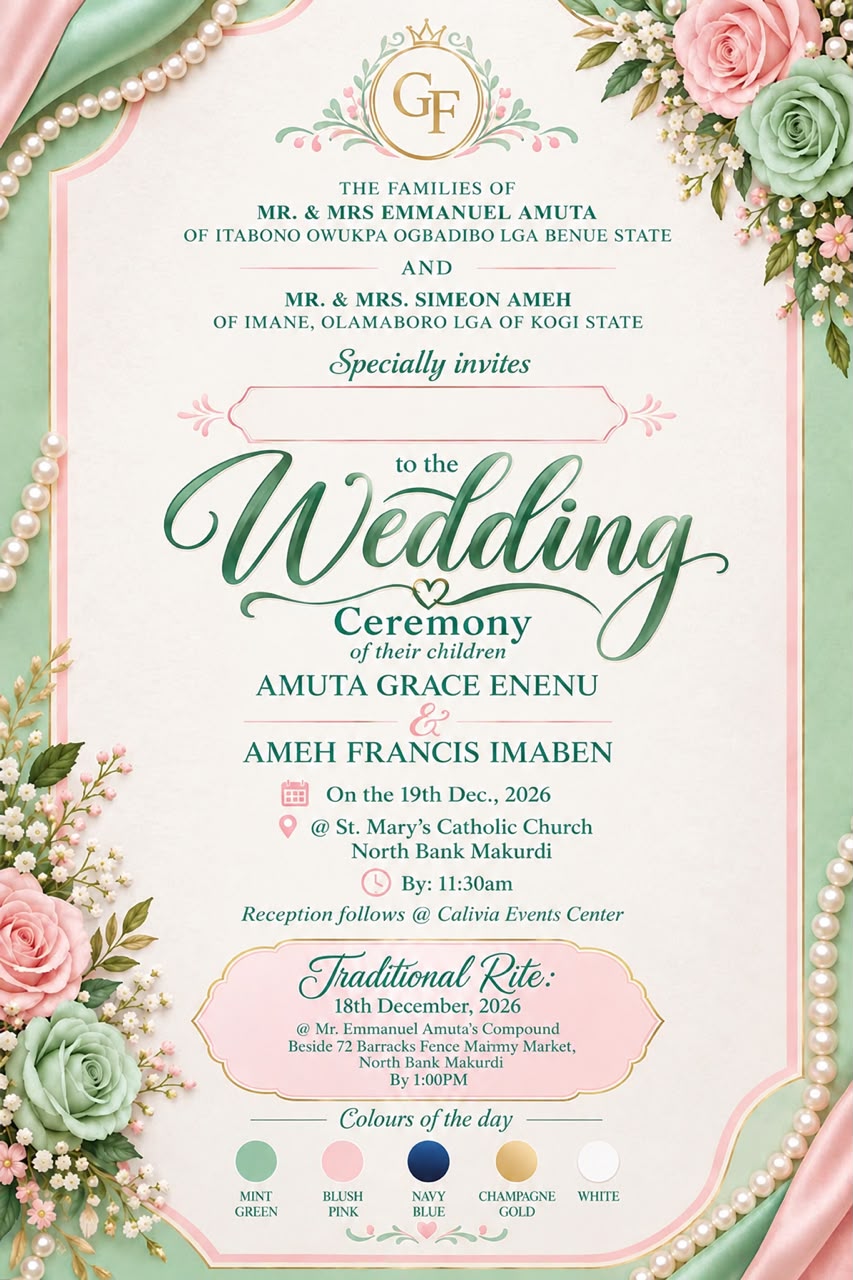 GF
THE FAMILIES OF
MR. & MRS EMMANUEL AMUTA
OF ITABONO OWUKPA OGBADIBO LGA BENUE STATE
AND
MR. & MRS. SIMEON AMEH
OF IMANE, OLAMABORO LGA OF KOGI STATE
Specially invites
to the
Wedding
Ceremony
of their children
AMUTA GRACE ENENU
&
AMEH FRANCIS IMABEN
On the 19th Dec., 2026
@ St. Mary's Catholic Church
North Bank Makurdi
By: 11:30am
Reception follows @ Calivia Events Center
Traditional Rite:
18th December, 2026
@ Mr. Emmanuel Amuta's Compound
Beside 72 Barracks Fence Maimmy Market,
North Bank Makurdi
By 1:00PM
Colours of the day
MINT GREEN
BLUSH PINK
NAVY BLUE
CHAMPAGNE GOLD
WHITE